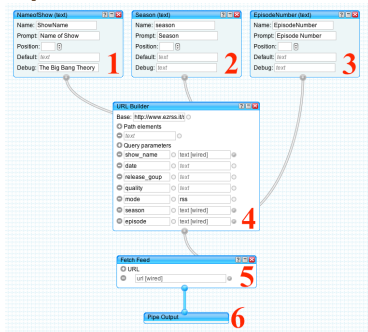 NameofShow (text)
Name: ShowName
Prompt: Name of Show
Position:
Default: text
Debug: The Big Bang Theory
1
Season (text)
Name: season
Prompt: Season
Position:
Default: text
Debug: text
2
EpisodeNumber (text)
Name: EpisodeNumber
Prompt: Episode Number
Position:
Default: text
Debug: text
3
URL Builder
Base: http://www.ezrss.it/
Path elements
text
Query parameters
show_name text [wired]
date text
release_goup text
quality text
mode rss
season text [wired]
episode text [wired]
4
Fetch Feed
URL
url [wired]
5
Pipe Output
6